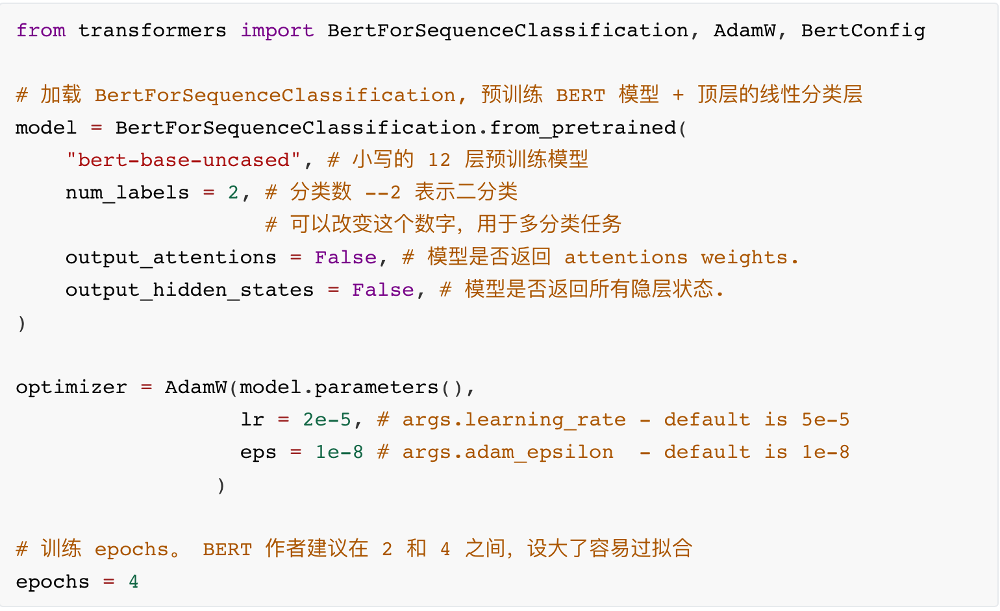 from transformers import BertForSequenceClassification, AdamW, BertConfig
# 加载 BertForSequenceClassification, 预训练 BERT 模型 + 顶层的线性分类层
model = BertForSequenceClassification.from_pretrained(
    "bert-base-uncased", # 小写的 12 层预训练模型
    num_labels = 2, # 分类数 --2 表示二分类
                    # 可以改变这个数字，用于多分类任务
    output_attentions = False, # 模型是否返回 attentions weights.
    output_hidden_states = False, # 模型是否返回所有隐层状态.
)
optimizer = AdamW(model.parameters(),
                  lr = 2e-5, # args.learning_rate - default is 5e-5
                  eps = 1e-8 # args.adam_epsilon  - default is 1e-8
                )
# 训练 epochs。 BERT 作者建议在 2 和 4 之间，设大了容易过拟合
epochs = 4